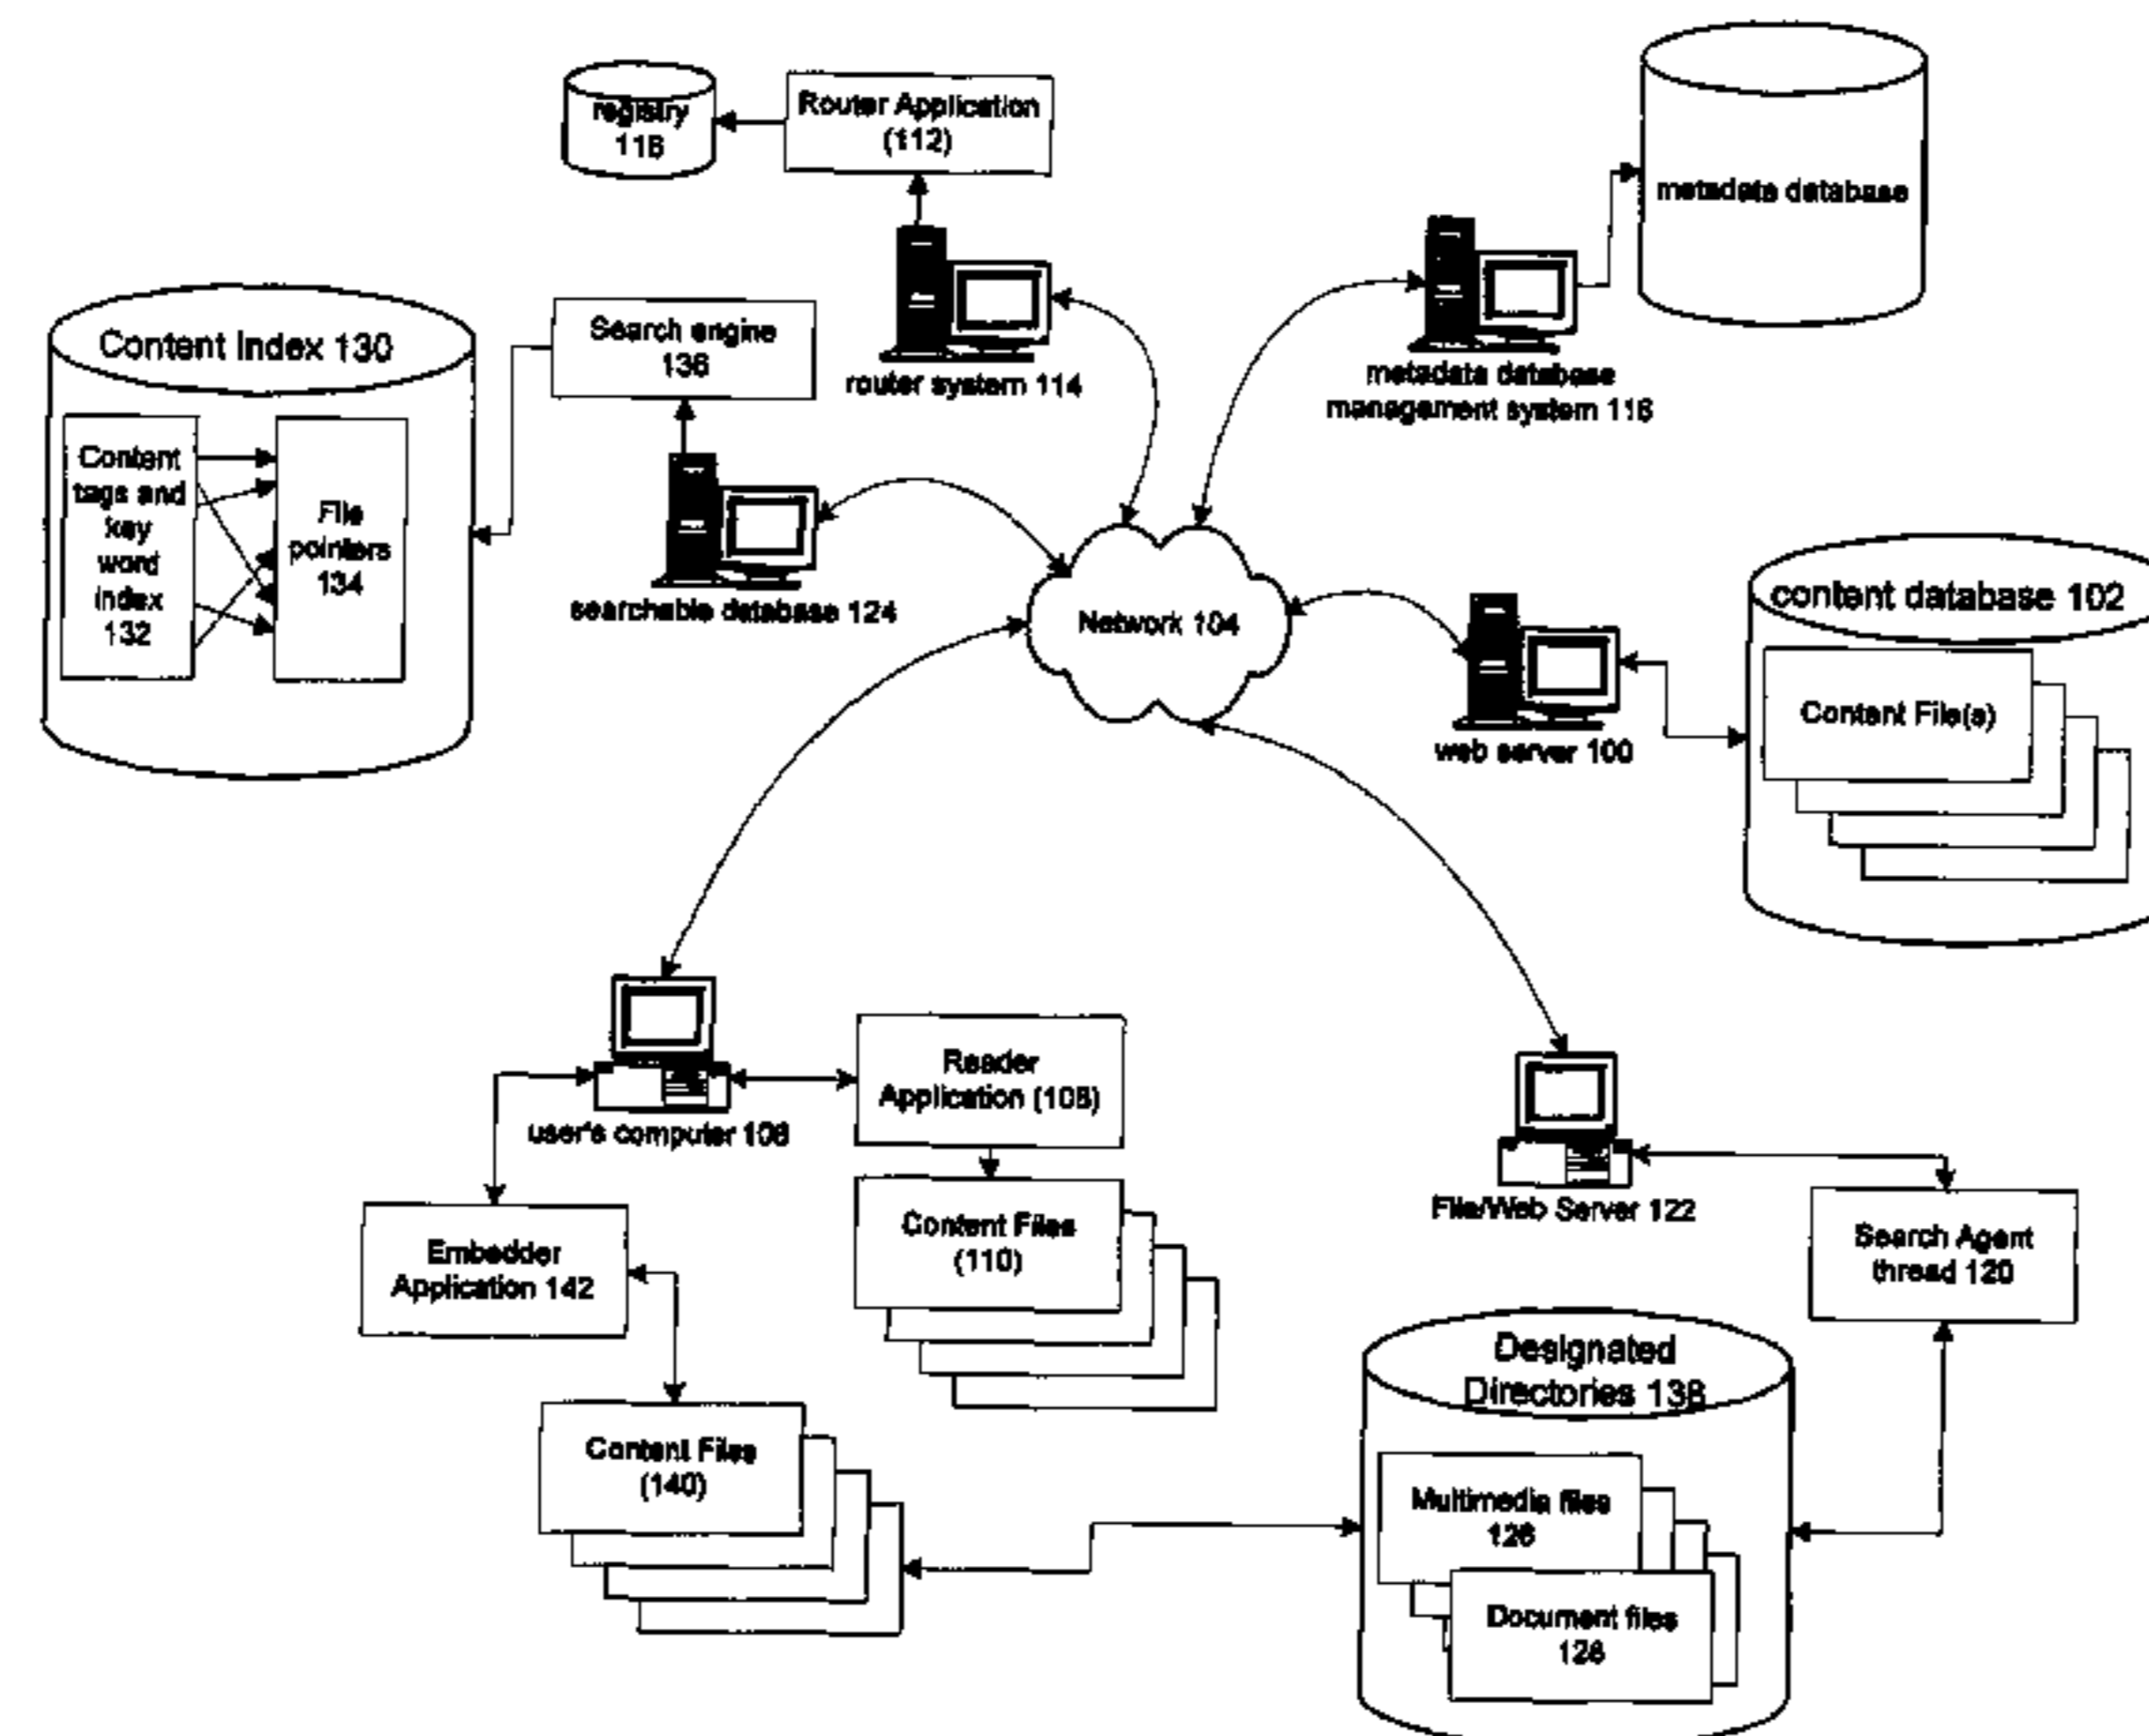 registry
118
Router Application
(112)
metadate database
Content Index 130
Search engine
136
router system 114
metadate database
management system 116
Content
tags and
key
word
index
132
File
pointers
134
searchable database 124
Network 104
content database 102
Content File(s)
web server 100
Reader
Application (108)
user's computer 106
Content Files
(110)
File/Web Server 122
Search Agent
thread 120
Embedder
Application 142
Designated
Directories 138
Content Files
(140)
Multimedia files
126
Document files
128